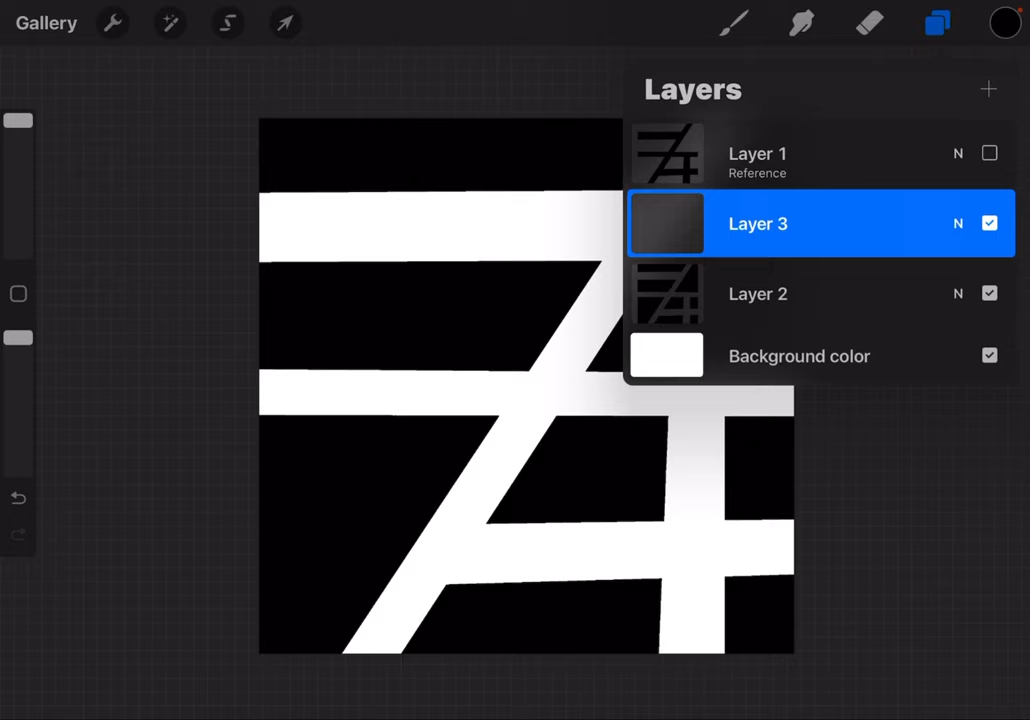 Gallery
Layers
Layer 1
N
Reference
Layer 3
N
Layer 2
N
Background color